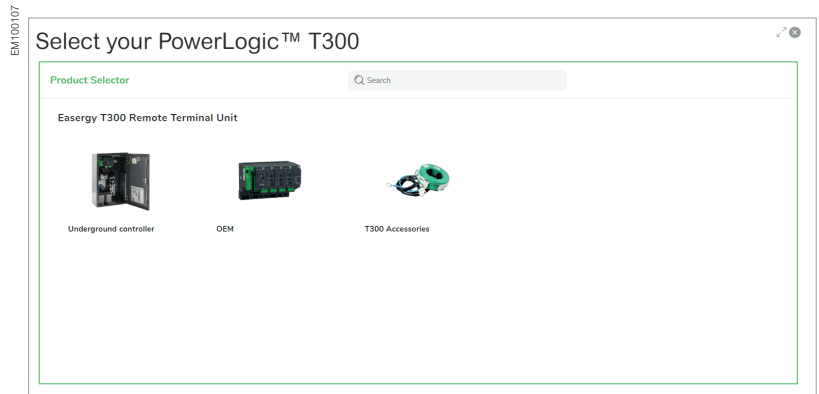 EM100107
Select your PowerLogic™ T300
Product Selector
Search
Easergy T300 Remote Terminal Unit
Underground controller
OEM
T300 Accessories